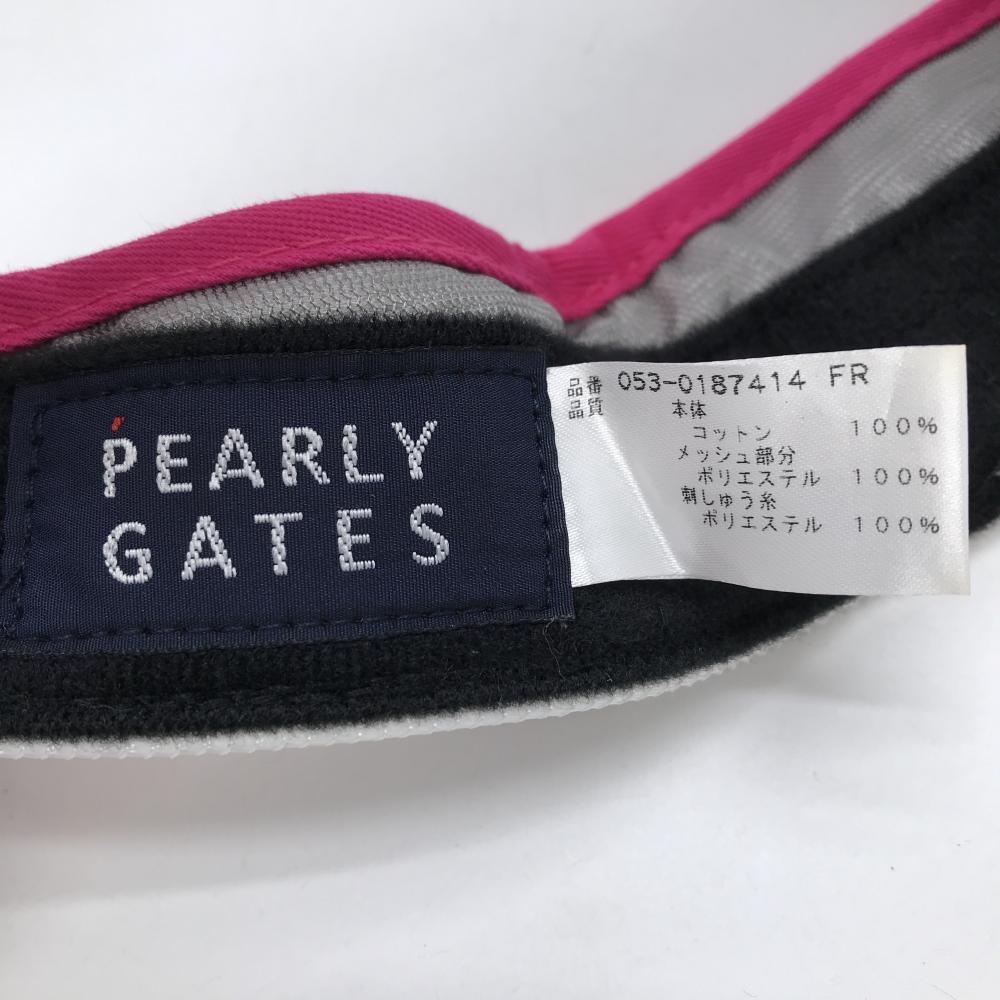 PEARLY
GATES
品番 053-0187414 FR
品質 本体
コットン 100%
メッシュ部分
ポリエステル 100%
刺しゅう糸
ポリエステル 100%